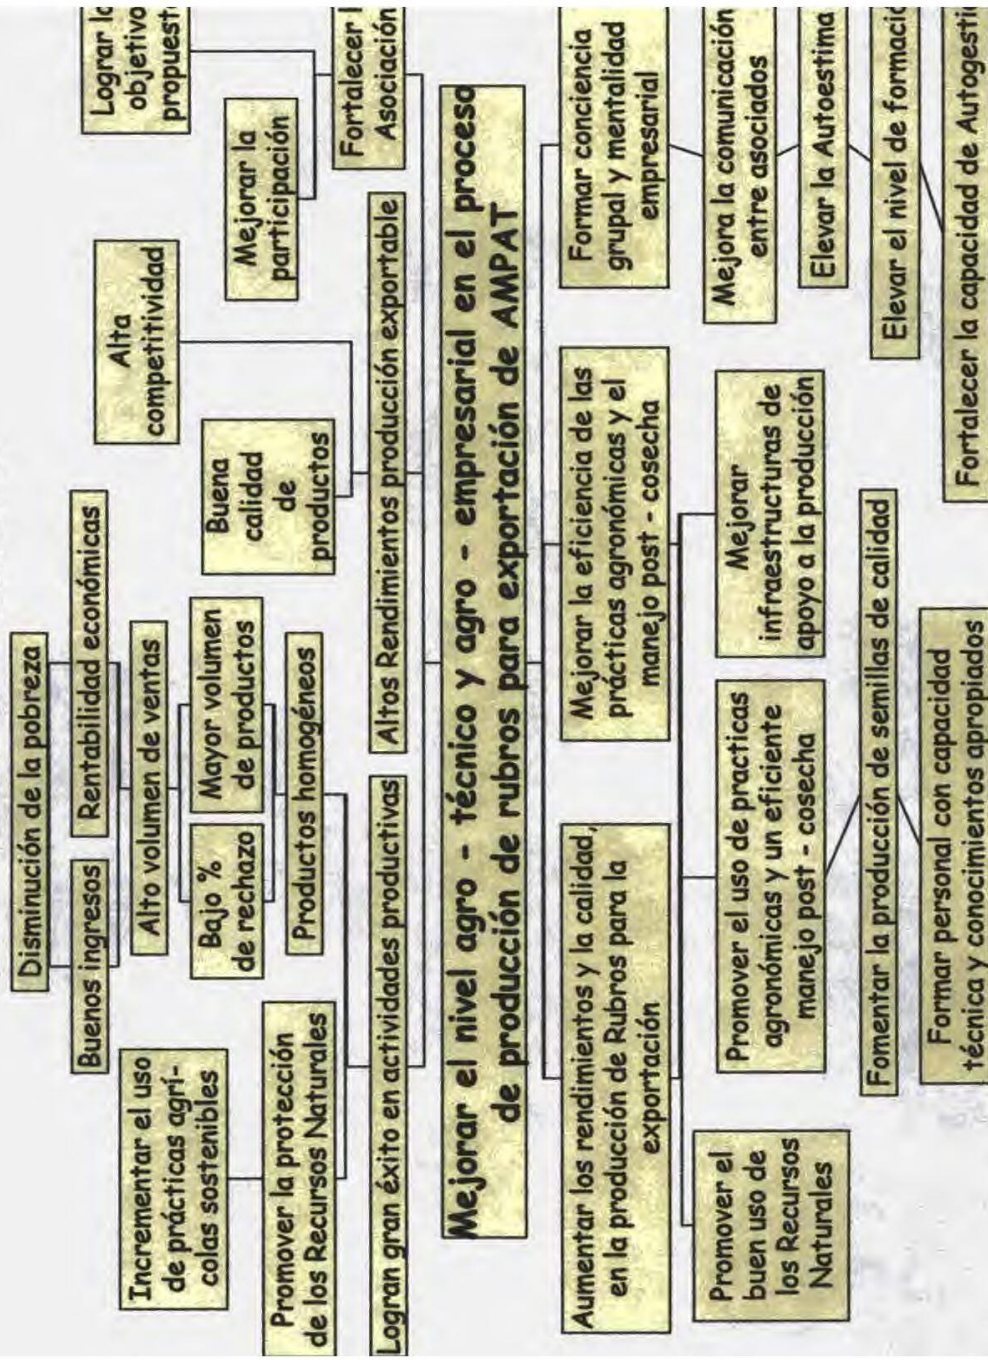 Disminución de la pobreza
Buenos ingresos
Rentabilidad económicas
Alto volumen de ventas
Bajo %
de rechazo
Mayor volumen
de productos
Productos homogéneos
Incrementar el uso
de prácticas agrí-
colas sostenibles
Promover la protección
de los Recursos Naturales
Alta
competitividad
Buena
calidad
de
productos
Lograr
objetivo
propuest
Mejorar la
participación
Fortalecer
Asociación
Logran gran éxito en actividades productivas
Altos Rendimientos producción exportable
Mejorar el nivel agro - técnico y agro - empresarial en el proceso
de producción de rubros para exportación de AMPAT
Aumentar los rendimientos y la calidad,
en la producción de Rubros para la
exportación
Mejorar la eficiencia de las
prácticas agronómicas y el
manejo post - cosecha
Formar conciencia
grupal y mentalidad
empresarial
Promover el
buen uso de
los Recursos
Naturales
Promover el uso de practicas
agronómicas y un eficiente
manejo post - cosecha
Mejorar
infraestructuras de
apoyo a la producción
Mejora la comunicación
entre asociados
Elevar la Autoestima
Fomentar la producción de semillas de calidad
Elevar el nivel de formació
Formar personal con capacidad
técnica y conocimientos apropiados
Fortalecer la capacidad de Autogesti